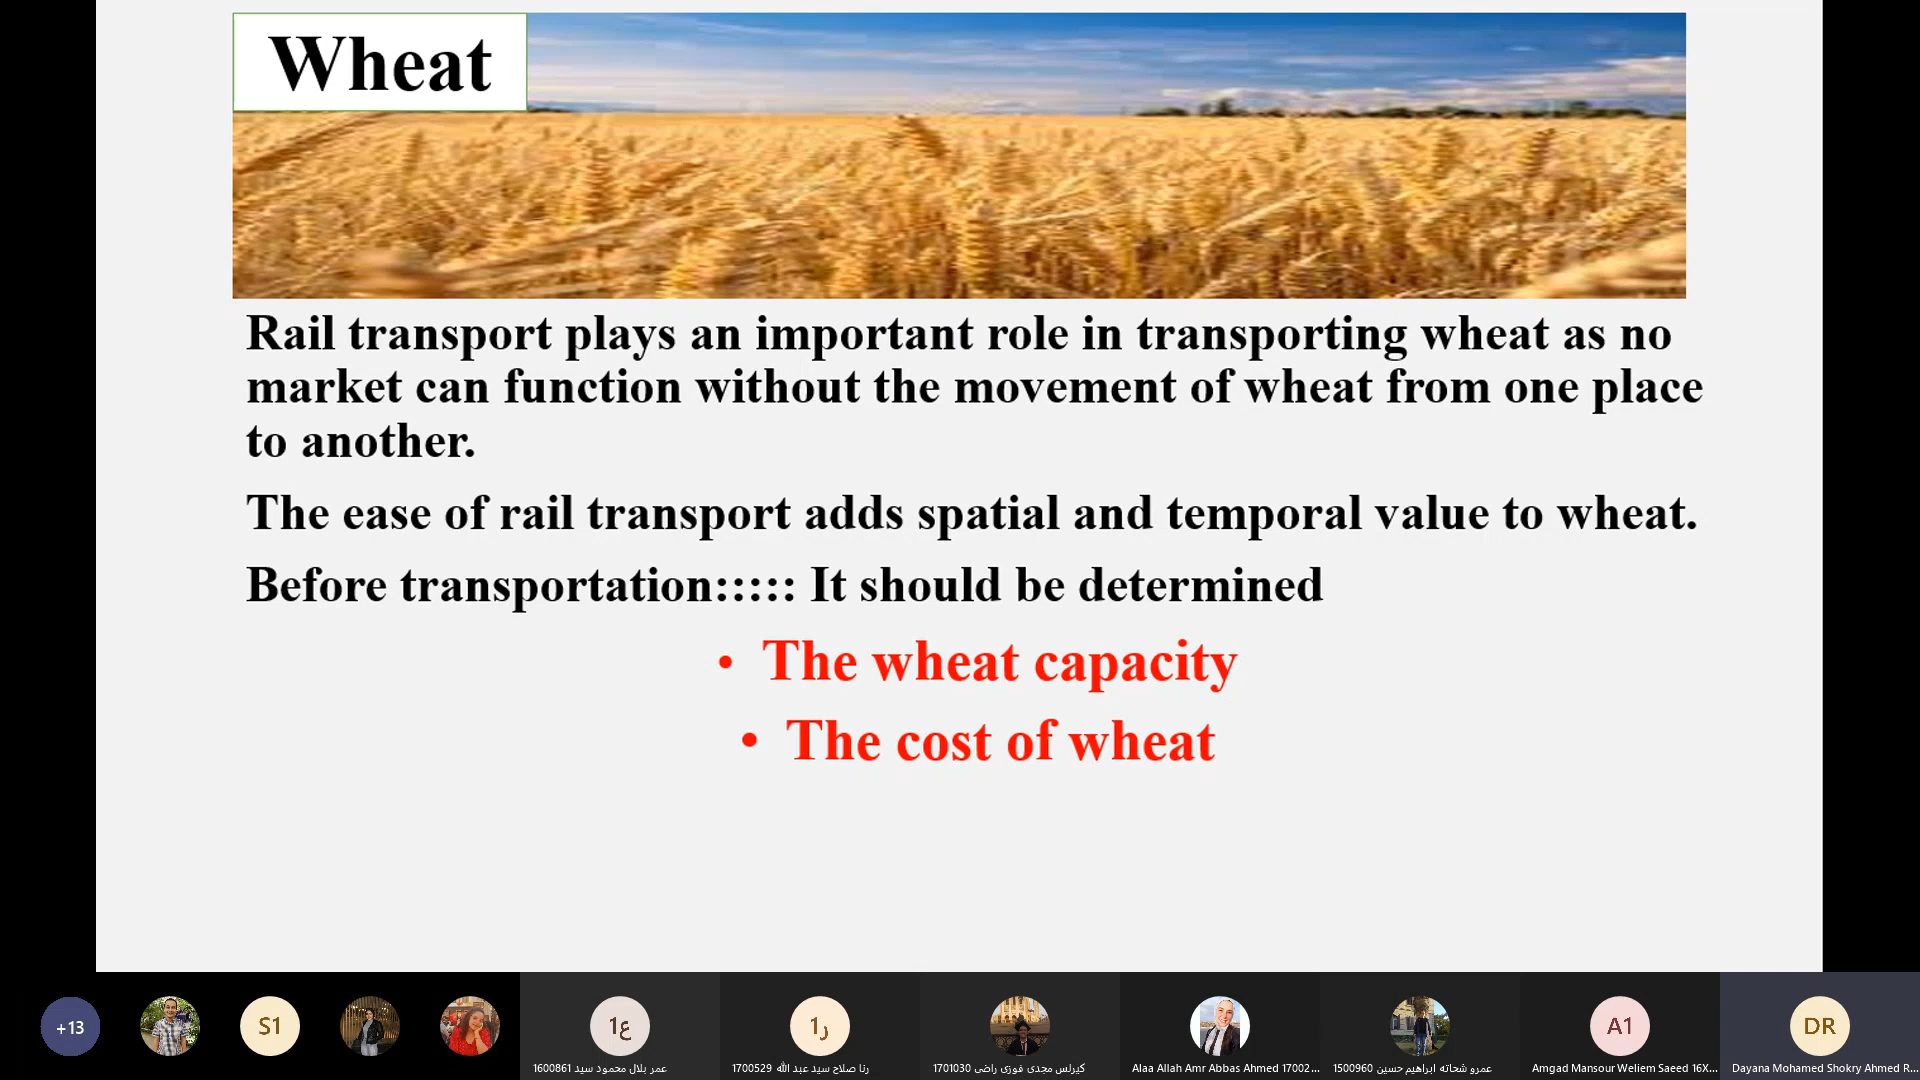 Wheat
Rail transport plays an important role in transporting wheat as no
market can function without the movement of wheat from one place
to another.
The ease of rail transport adds spatial and temporal value to wheat.
Before transportation::::: It should be determined
• The wheat capacity
• The cost of wheat
+13
S1
ع1
ر1
A1
DR
عمر بلال محمود سيد 1600861
رنا صلاح سيد عبد الله 1700529
كيرلس مجدى فوزى راضى 1701030
Alaa Allah Amr Abbas Ahmed 17002...
عمرو شحاته ابراهيم حسين 1500960
Amgad Mansour Weliem Saeed 16X...
Dayana Mohamed Shokry Ahmed R...